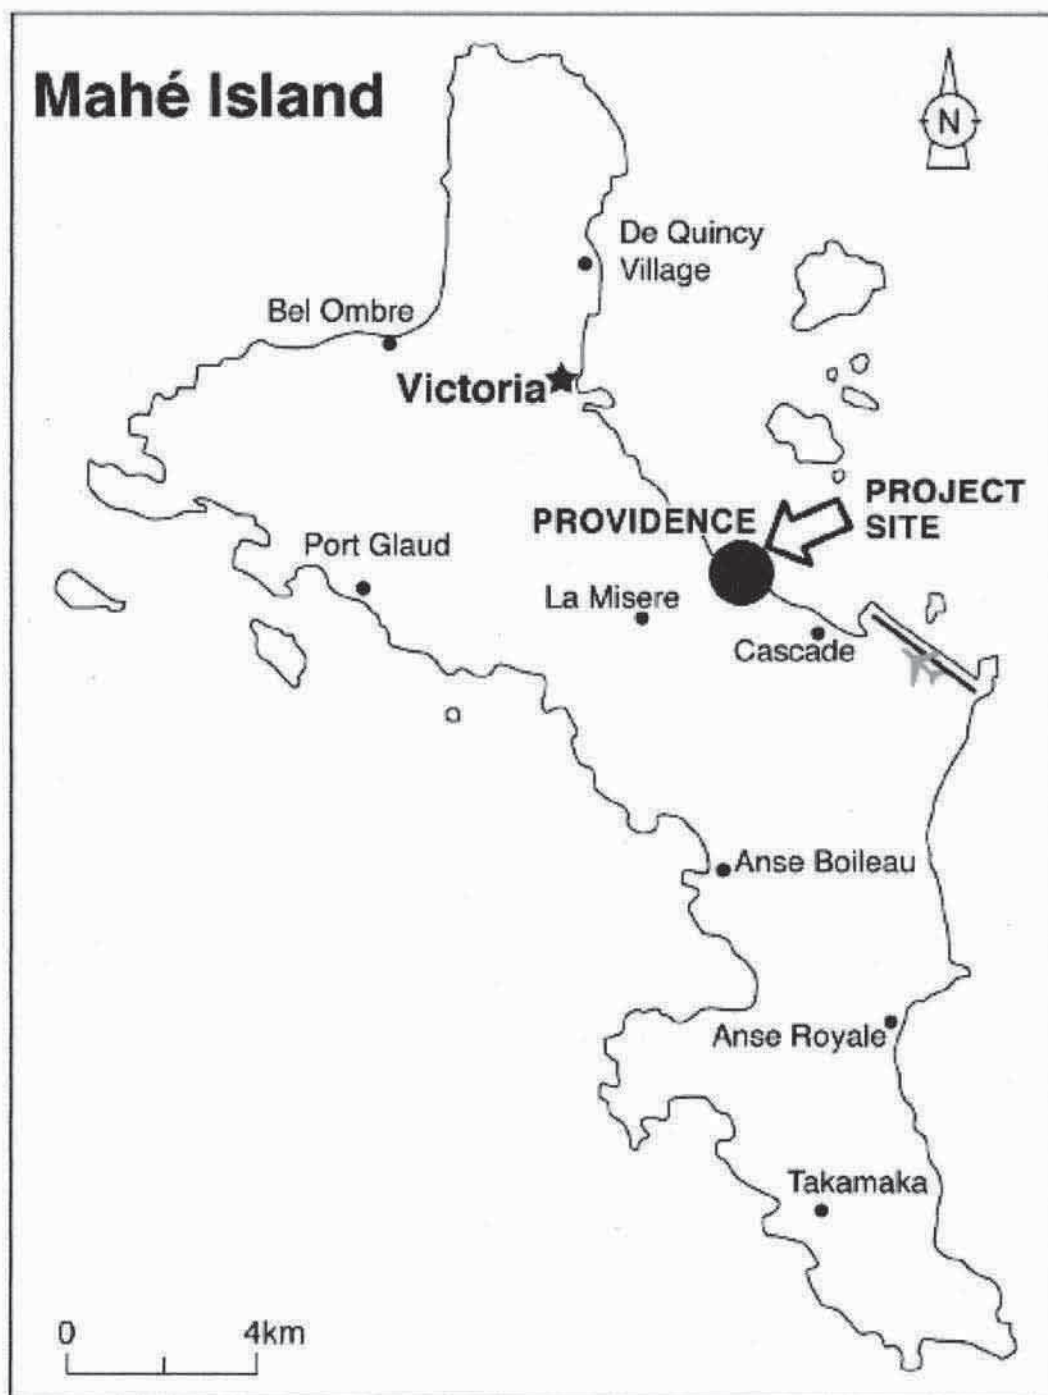 Mahé Island
N
De Quincy
Village
Bel Ombre
Victoria
PROJECT
SITE
PROVIDENCE
Port Glaud
La Misere
Cascade
Anse Boileau
Anse Royale
Takamaka
0 4km